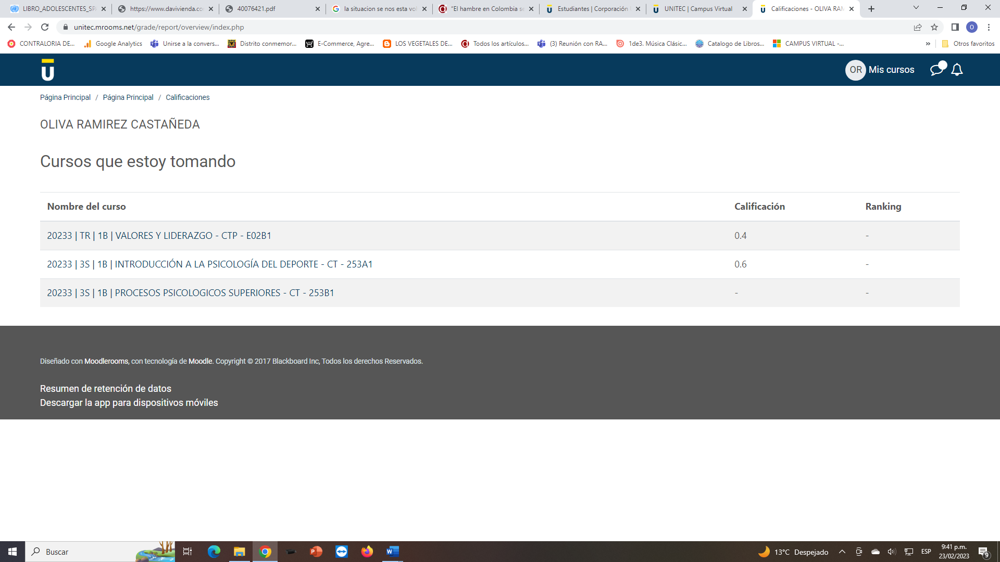 LIBRO_ADOLESCENTES_SP
https://www.davivienda.co
40076421.pdf
la situacion se nos esta vol
"El hambre en Colombia se
Estudiantes | Corporación
UNITEC | Campus Virtual
Calificaciones - OLIVA RAM
unitec.mrooms.net/grade/report/overview/index.php
O
CONTRALORIA DE...
Google Analytics
Unirse a la convers...
Distrito conmemor...
E-Commerce, Agre...
LOS VEGETALES DE...
Todos los artículos...
(3) Reunión con RA...
1de3. Música Clásic...
Catalogo de Libros...
CAMPUS VIRTUAL -...
»
Otros favoritos
OR Mis cursos
Página Principal / Página Principal / Calificaciones
OLIVA RAMIREZ CASTAÑEDA
Cursos que estoy tomando
Nombre del curso Calificación Ranking
20233 | TR | 1B | VALORES Y LIDERAZGO - CTP - E02B1 0.4 -
20233 | 3S | 1B | INTRODUCCIÓN A LA PSICOLOGÍA DEL DEPORTE - CT - 253A1 0.6 -
20233 | 3S | 1B | PROCESOS PSICOLOGICOS SUPERIORES - CT - 253B1 - -
Diseñado con Moodlerooms, con tecnología de Moodle. Copyright © 2017 Blackboard Inc, Todos los derechos Reservados.
Resumen de retención de datos
Descargar la app para dispositivos móviles
Buscar
13°C Despejado
ESP
9:41 p.m.
23/02/2023
9